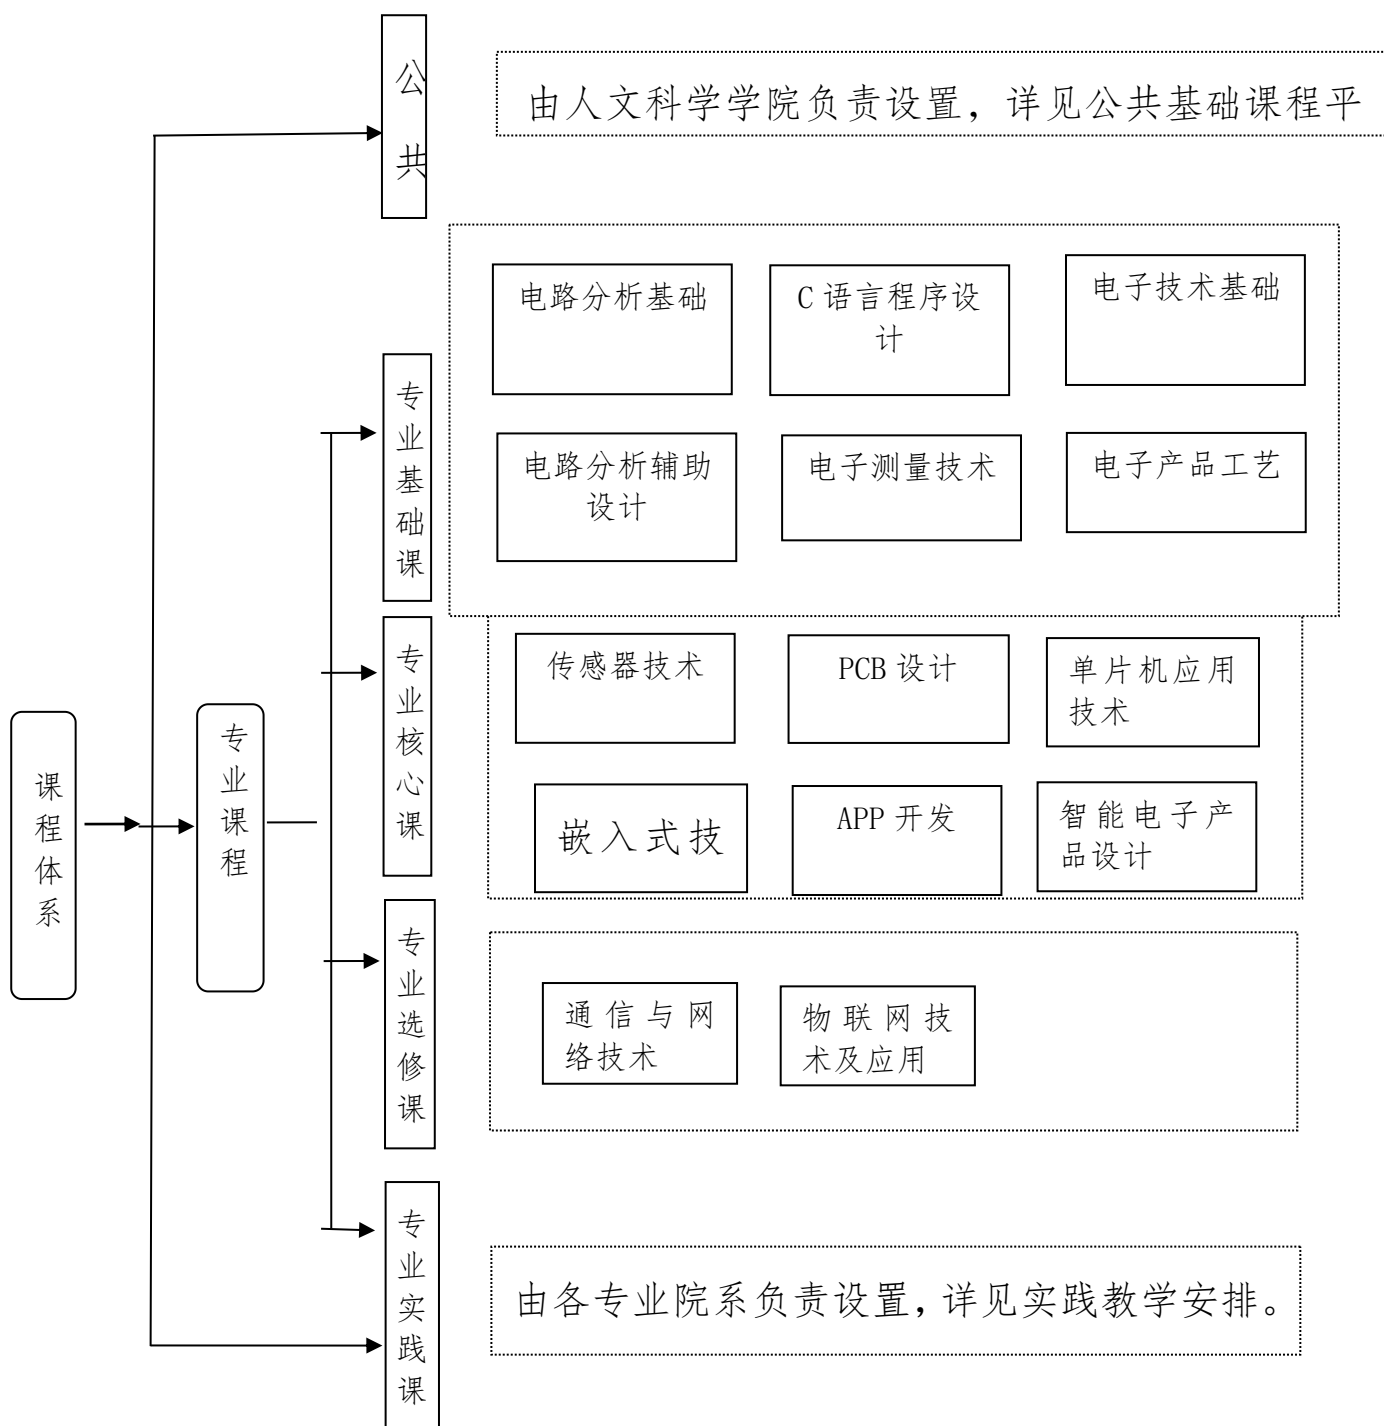 公
共
由人文科学学院负责设置，详见公共基础课程平
电路分析基础
C 语言程序设
计
电子技术基础
专
业
基
础
课
电路分析辅助
设计
电子测量技术
电子产品工艺
专
业
核
心
课
传感器技术
PCB 设计
单片机应用
技术
嵌入式技
APP 开发
智能电子产
品设计
课
程
体
系
专
业
课
程
专
业
选
修
课
通信与网
络技术
物联网技
术及应用
专
业
实
践
课
由各专业院系负责设置，详见实践教学安排。